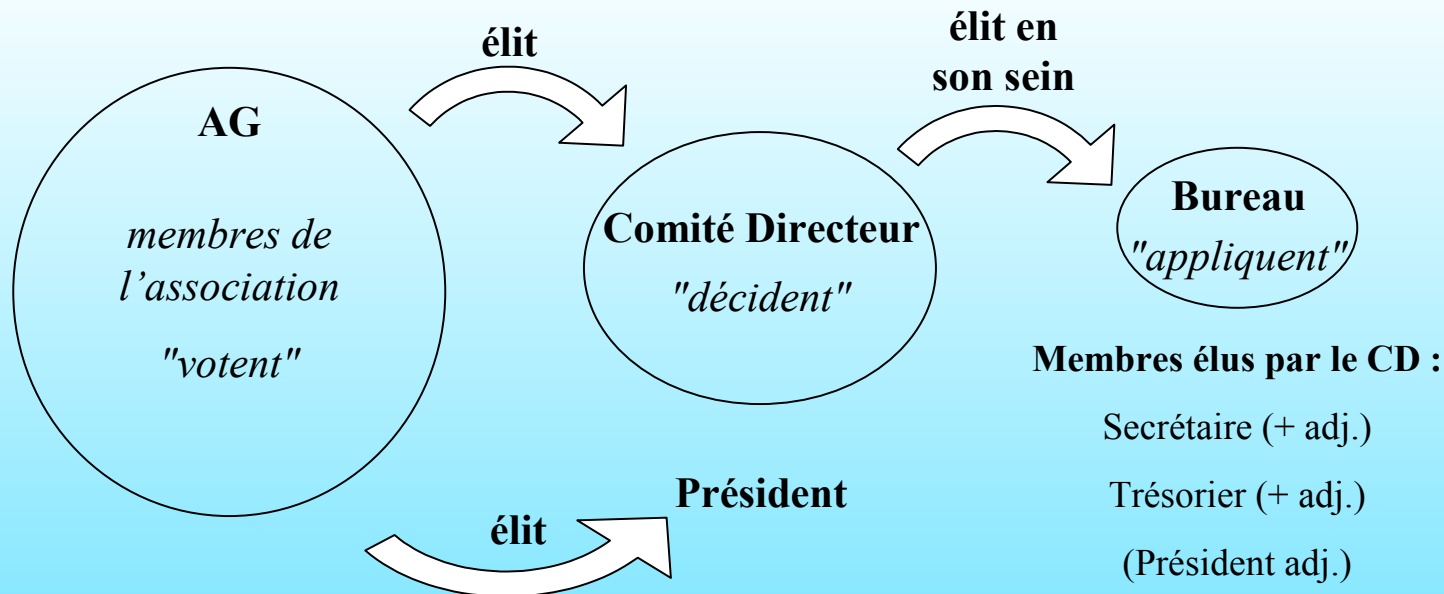 élit
élit en
son sein
AG
membres de
l’association
"votent"
Comité Directeur
"décident"
Bureau
"appliquent"
Membres élus par le CD :
Secrétaire (+ adj.)
Trésorier (+ adj.)
(Président adj.)
Président
élit